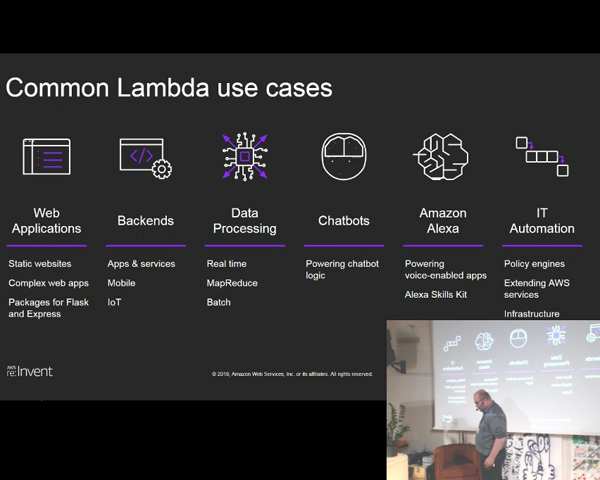 Common Lambda use cases
Web
Applications
Static websites
Complex web apps
Packages for Flask
and Express
Backends
Apps & services
Mobile
IoT
Data
Processing
Real time
MapReduce
Batch
Chatbots
Powering chatbot
logic
Amazon
Alexa
Powering
voice-enabled apps
Alexa Skills Kit
IT
Automation
Policy engines
Extending AWS
services
Infrastructure
AWS
re:Invent
© 2018, Amazon Web Services, Inc. or its affiliates. All rights reserved.